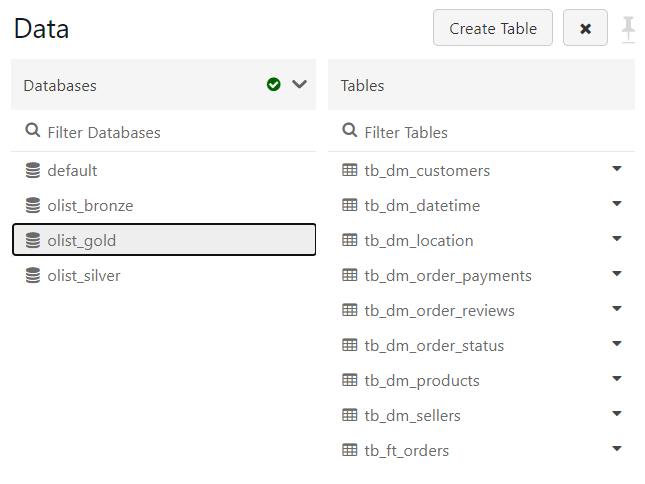 Data
Create Table
Databases
Filter Databases
default
olist_bronze
olist_gold
olist_silver
Tables
Filter Tables
tb_dm_customers
tb_dm_datetime
tb_dm_location
tb_dm_order_payments
tb_dm_order_reviews
tb_dm_order_status
tb_dm_products
tb_dm_sellers
tb_ft_orders